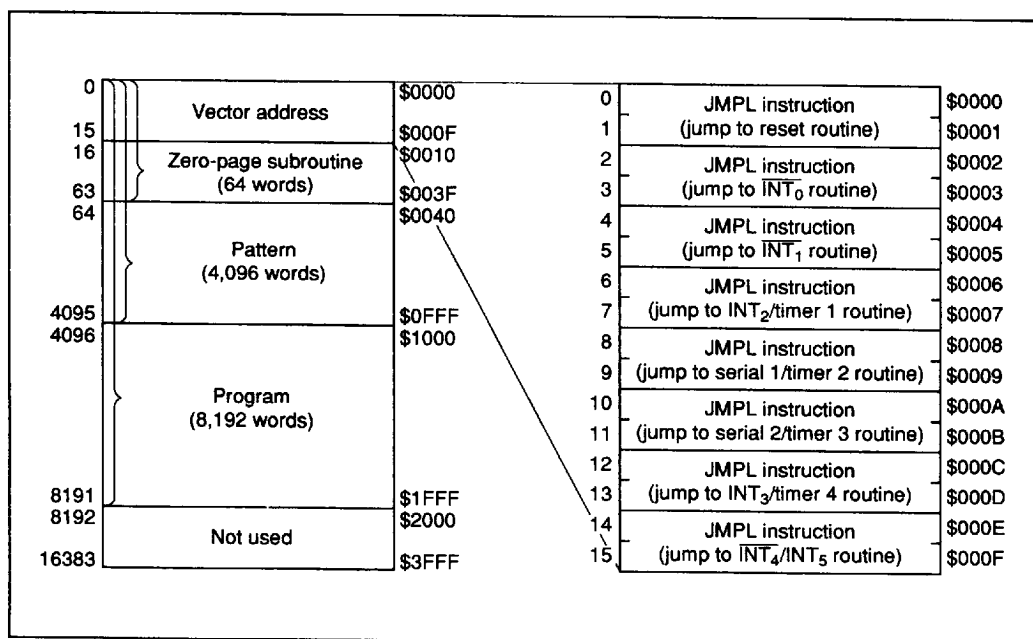 0
Vector address
$0000
15
$000F
16
Zero-page subroutine
(64 words)
$0010
63
$003F
64
$0040
Pattern
(4,096 words)
4095
$0FFF
4096
$1000
Program
(8,192 words)
8191
$1FFF
8192
$2000
Not used
16383
$3FFF
0
JMPL instruction
$0000
1
(jump to reset routine)
$0001
2
JMPL instruction
$0002
3
(jump to INT0 routine)
$0003
4
JMPL instruction
$0004
5
(jump to INT1 routine)
$0005
6
JMPL instruction
$0006
7
(jump to INT2/timer 1 routine)
$0007
8
JMPL instruction
$0008
9
(jump to serial 1/timer 2 routine)
$0009
10
JMPL instruction
$000A
11
(jump to serial 2/timer 3 routine)
$000B
12
JMPL instruction
$000C
13
(jump to INT3/timer 4 routine)
$000D
14
JMPL instruction
$000E
15
(jump to INT4/INT5 routine)
$000F